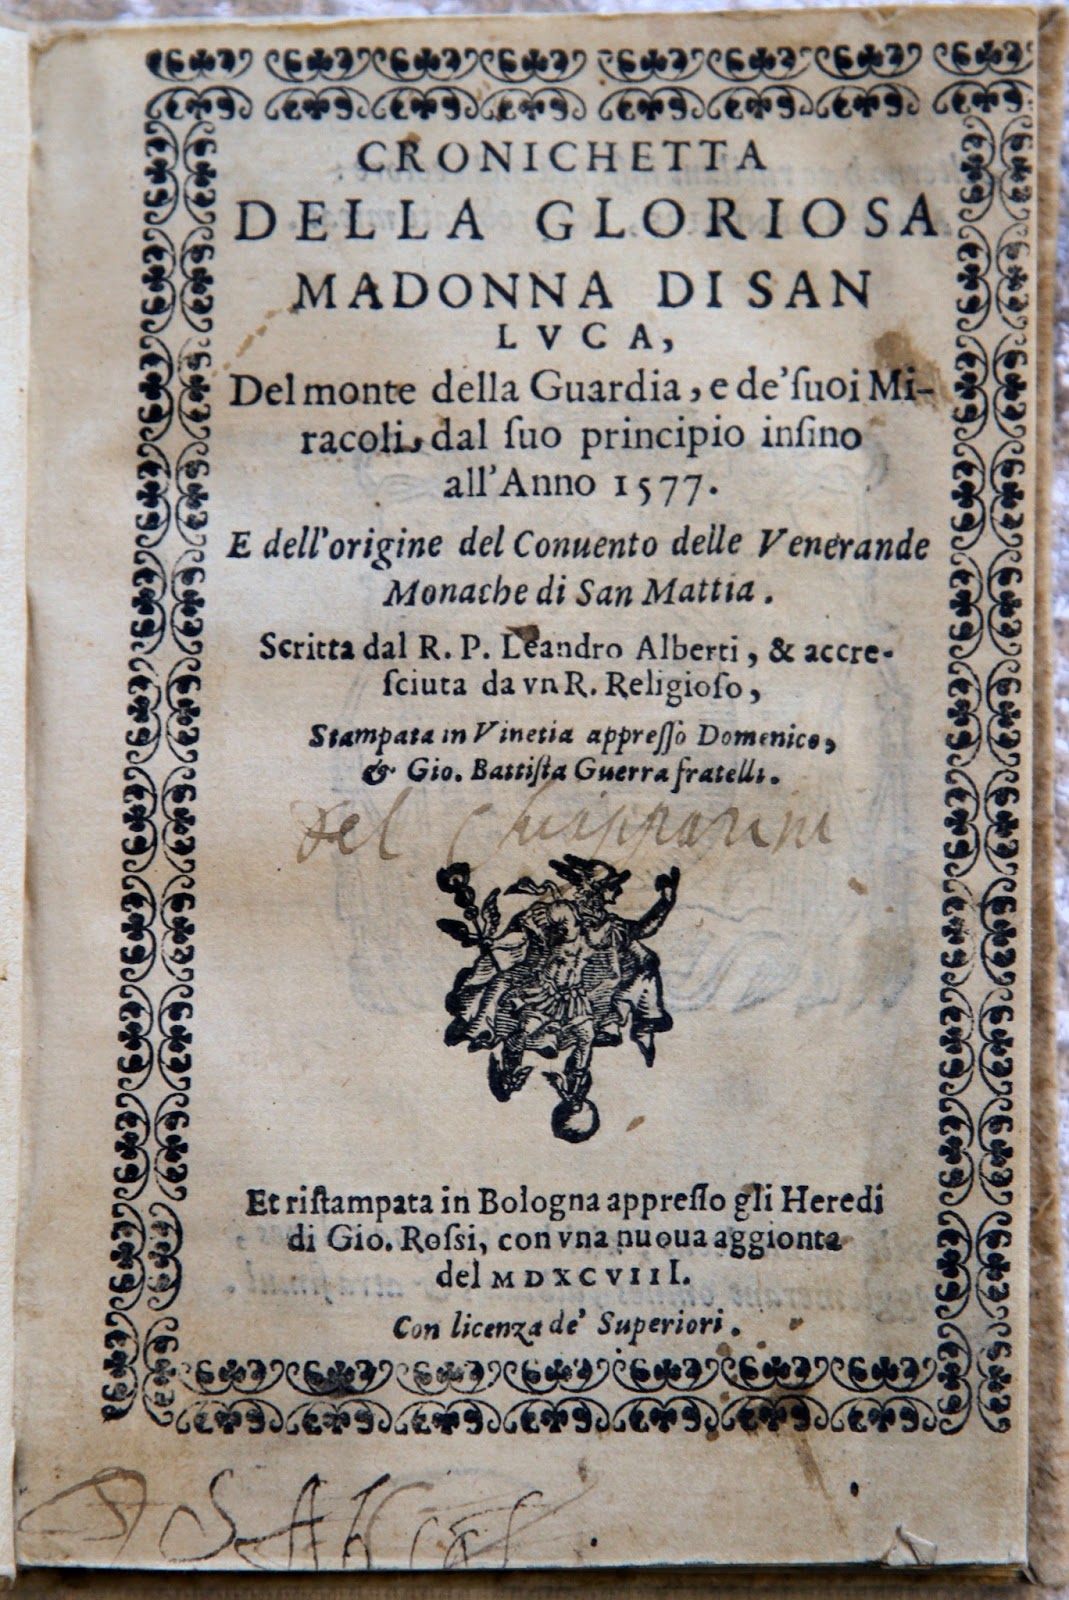 CRONICHETTA
DELLA GLORIOSA
MADONNA DI SAN
LVCA,
Del monte della Guardia, e de' ſuoi Mi-
racoli, dal ſuo principio inſino
all'Anno 1577.
E dell'origine del Conuento delle Venerande
Monache di San Mattia.
Scritta dal R. P. Leandro Alberti, & accre-
ſciuta da vn R. Religioſo,
Stampata in Vinetia appreſſo Domenico,
& Gio. Battiſta Guerra fratelli.
del
Et riſtampata in Bologna appreſſo gli Heredi
di Gio. Roſsi, con vna nuoua aggionta
del MDXCVIII.
Con licenza de' Superiori.